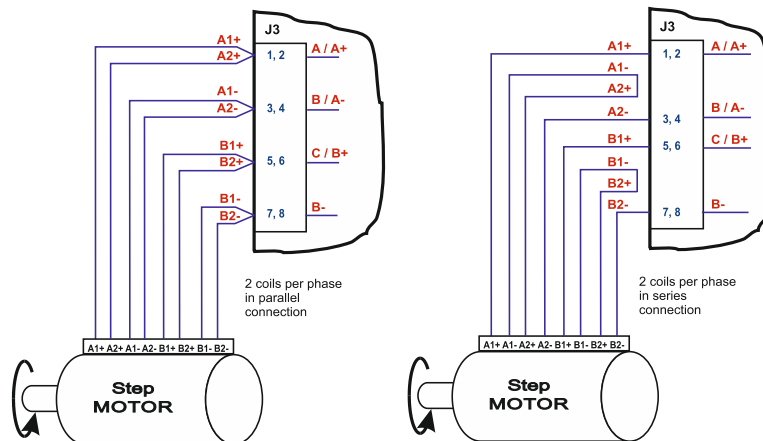 J3
A1+
A2+
1, 2
A / A+
A1-
A2-
3, 4
B / A-
B1+
B2+
5, 6
C / B+
B1-
B2-
7, 8
B-
2 coils per phase
in parallel
connection
A1+ A2+ A1- A2- B1+ B2+ B1- B2-
Step
MOTOR
J3
A1+
1, 2
A / A+
A1-
A2+
A2-
3, 4
B / A-
B1+
5, 6
C / B+
B1-
B2+
B2-
7, 8
B-
2 coils per phase
in series
connection
A1+ A1- A2+ A2- B1+ B1- B2+ B2-
Step
MOTOR